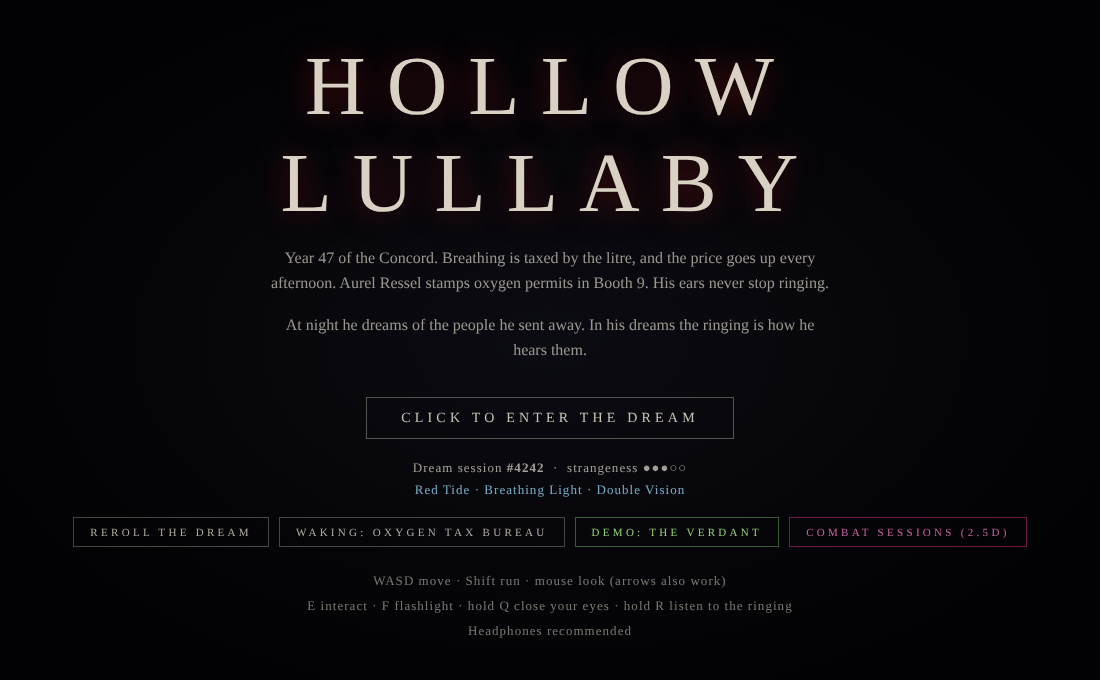 HOLLOW
LULLABY
Year 47 of the Concord. Breathing is taxed by the litre, and the price goes up every
afternoon. Aurel Ressel stamps oxygen permits in Booth 9. His ears never stop ringing.
At night he dreams of the people he sent away. In his dreams the ringing is how he
hears them.
CLICK TO ENTER THE DREAM
Dream session #4242 · strangeness ●●●○○
Red Tide · Breathing Light · Double Vision
REROLL THE DREAM WAKING: OXYGEN TAX BUREAU DEMO: THE VERDANT COMBAT SESSIONS (2.5D)
WASD move · Shift run · mouse look (arrows also work)
E interact · F flashlight · hold Q close your eyes · hold R listen to the ringing
Headphones recommended